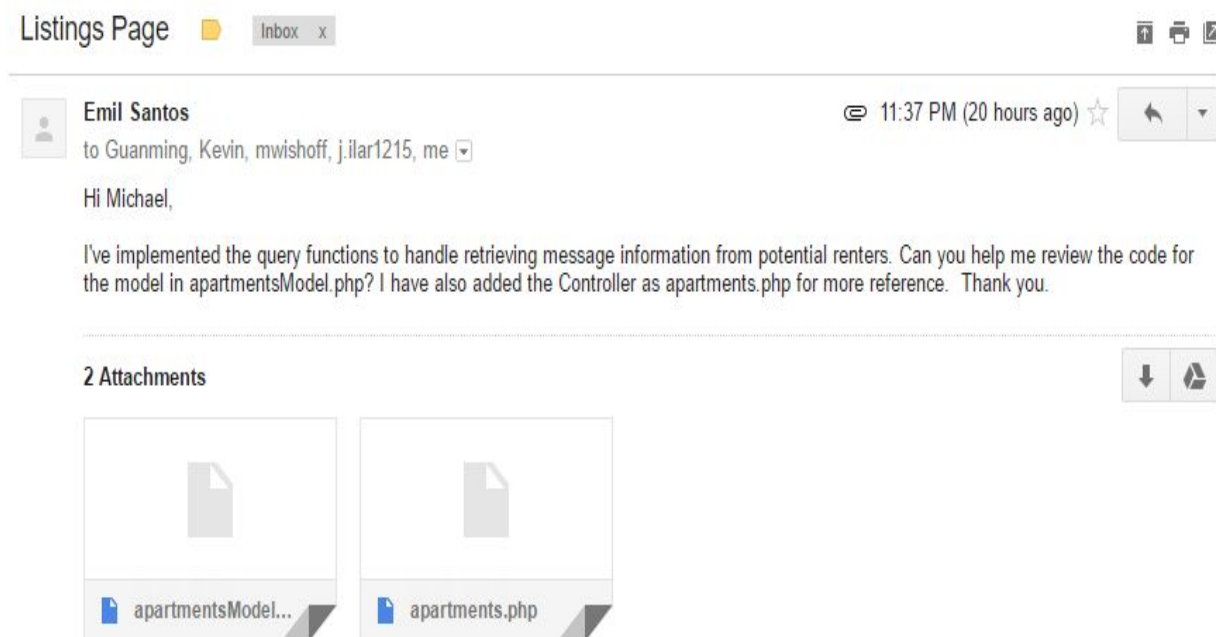 Listings Page Inbox x
Emil Santos 11:37 PM (20 hours ago)
to Guanming, Kevin, mwishoff, j.ilar1215, me
Hi Michael,
I've implemented the query functions to handle retrieving message information from potential renters. Can you help me review the code for
the model in apartmentsModel.php? I have also added the Controller as apartments.php for more reference. Thank you.
2 Attachments
apartmentsModel... apartments.php